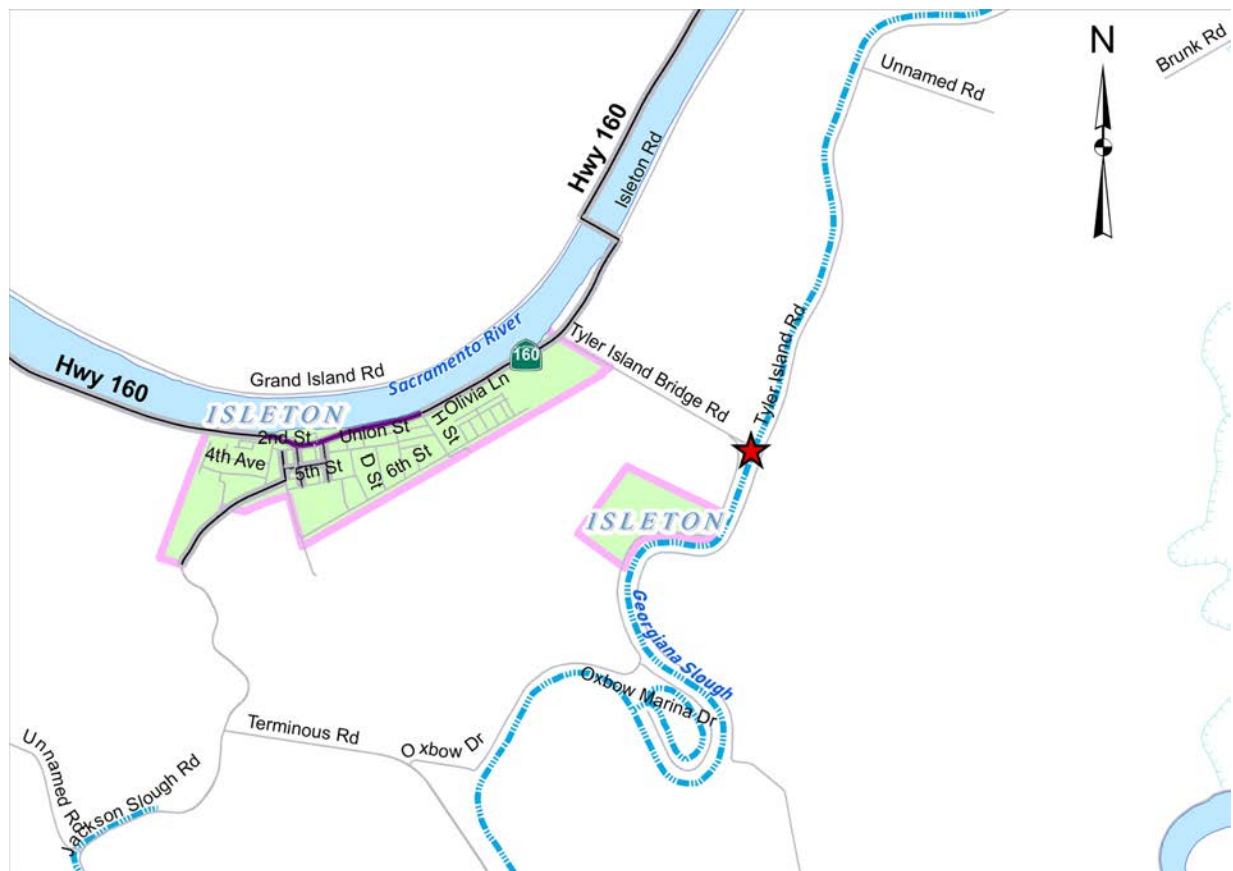 N
Brunk Rd
Unnamed Rd
Hwy 160
Isleton Rd
Tyler Island Rd
Tyler Island Bridge Rd
Sacramento River
160
Grand Island Rd
Hwy 160
ISLETON
Olivia Ln
H St
Union St
2nd St
4th Ave
5th St
D St
6th St
ISLETON
Georgiana Slough
Oxbow Marina Dr
Terminous Rd
Oxbow Dr
Unnamed Rd
Jackson Slough Rd